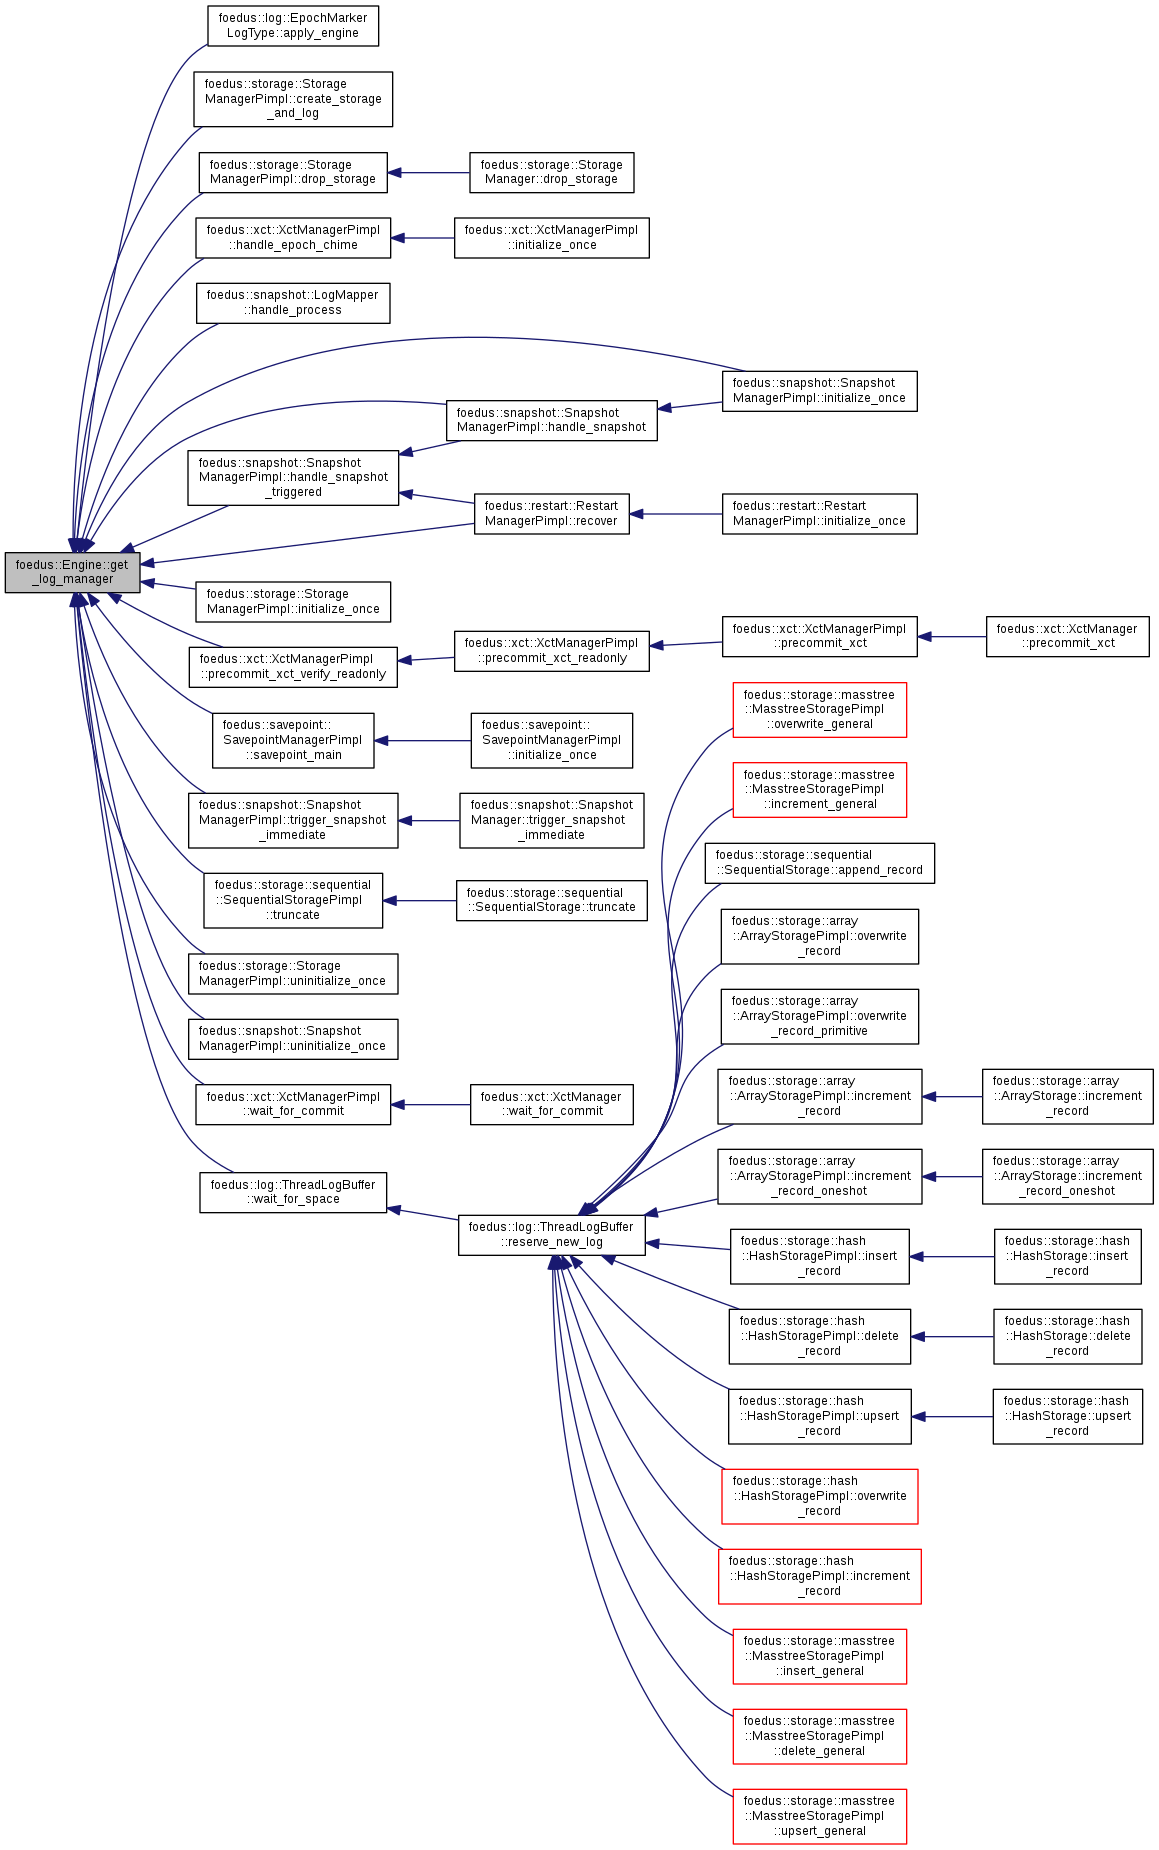 foedus::log::EpochMarker
LogType::apply_engine
foedus::storage::Storage
ManagerPimpl::create_storage
_and_log
foedus::storage::Storage
ManagerPimpl::drop_storage
foedus::storage::Storage
Manager::drop_storage
foedus::xct::XctManagerPimpl
::handle_epoch_chime
foedus::xct::XctManagerPimpl
::initialize_once
foedus::snapshot::LogMapper
::handle_process
foedus::snapshot::Snapshot
ManagerPimpl::initialize_once
foedus::snapshot::Snapshot
ManagerPimpl::handle_snapshot
foedus::snapshot::Snapshot
ManagerPimpl::handle_snapshot
_triggered
foedus::restart::Restart
ManagerPimpl::recover
foedus::restart::Restart
ManagerPimpl::initialize_once
foedus::Engine::get
_log_manager
foedus::storage::Storage
ManagerPimpl::initialize_once
foedus::xct::XctManagerPimpl
::precommit_xct_verify_readonly
foedus::xct::XctManagerPimpl
::precommit_xct_readonly
foedus::xct::XctManagerPimpl
::precommit_xct
foedus::xct::XctManager
::precommit_xct
foedus::storage::masstree
::MasstreeStoragePimpl
::overwrite_general
foedus::savepoint::
SavepointManagerPimpl
::savepoint_main
foedus::savepoint::
SavepointManagerPimpl
::initialize_once
foedus::storage::masstree
::MasstreeStoragePimpl
::increment_general
foedus::snapshot::Snapshot
ManagerPimpl::trigger_snapshot
_immediate
foedus::snapshot::Snapshot
Manager::trigger_snapshot
_immediate
foedus::storage::sequential
::SequentialStorage::append_record
foedus::storage::sequential
::SequentialStoragePimpl
::truncate
foedus::storage::sequential
::SequentialStorage::truncate
foedus::storage::array
::ArrayStoragePimpl::overwrite
_record
foedus::storage::Storage
ManagerPimpl::uninitialize_once
foedus::storage::array
::ArrayStoragePimpl::overwrite
_record_primitive
foedus::snapshot::Snapshot
ManagerPimpl::uninitialize_once
foedus::xct::XctManagerPimpl
::wait_for_commit
foedus::xct::XctManager
::wait_for_commit
foedus::storage::array
::ArrayStoragePimpl::increment
_record
foedus::storage::array
::ArrayStorage::increment
_record
foedus::storage::array
::ArrayStoragePimpl::increment
_record_oneshot
foedus::storage::array
::ArrayStorage::increment
_record_oneshot
foedus::log::ThreadLogBuffer
::wait_for_space
foedus::log::ThreadLogBuffer
::reserve_new_log
foedus::storage::hash
::HashStoragePimpl::insert
_record
foedus::storage::hash
::HashStorage::insert
_record
foedus::storage::hash
::HashStoragePimpl::delete
_record
foedus::storage::hash
::HashStorage::delete
_record
foedus::storage::hash
::HashStoragePimpl::upsert
_record
foedus::storage::hash
::HashStorage::upsert
_record
foedus::storage::hash
::HashStoragePimpl::overwrite
_record
foedus::storage::hash
::HashStoragePimpl::increment
_record
foedus::storage::masstree
::MasstreeStoragePimpl
::insert_general
foedus::storage::masstree
::MasstreeStoragePimpl
::delete_general
foedus::storage::masstree
::MasstreeStoragePimpl
::upsert_general